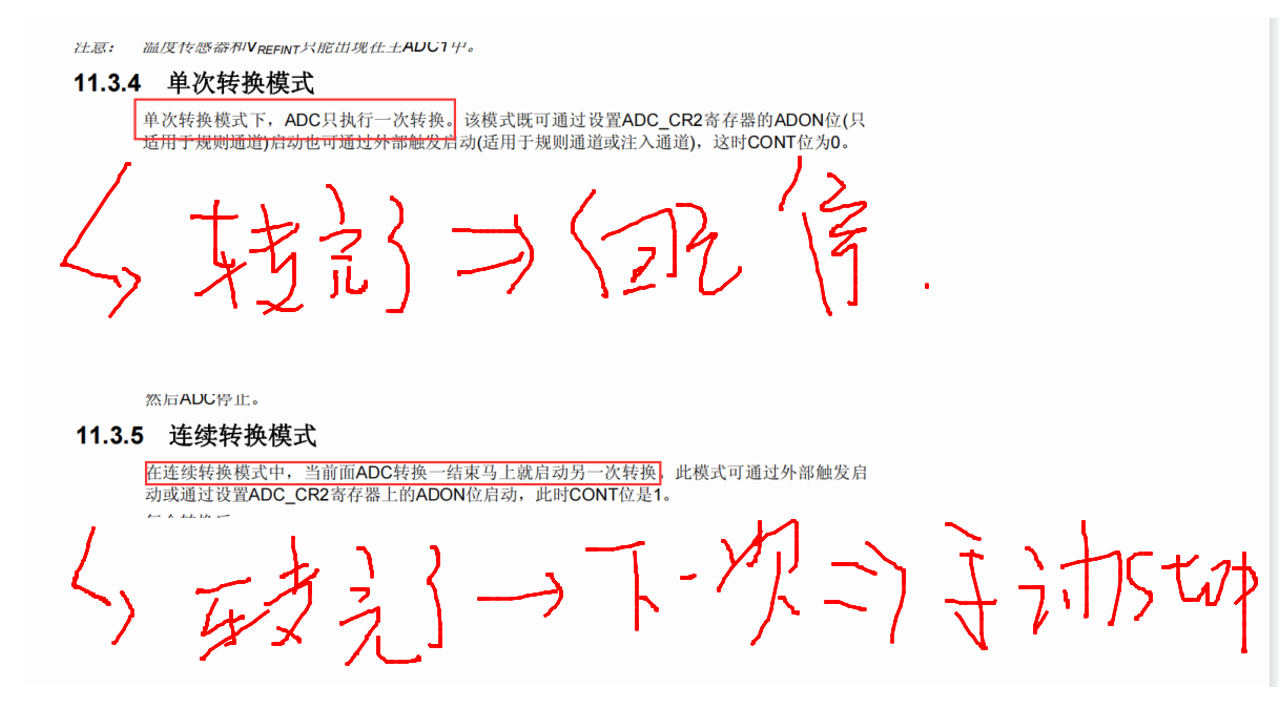 注意： 温度传感器和VREFINT只能出现在主ADC1中。
11.3.4 单次转换模式
单次转换模式下，ADC只执行一次转换。该模式既可通过设置ADC_CR2寄存器的ADON位(只
适用于规则通道)启动也可通过外部触发启动(适用于规则通道或注入通道)，这时CONT位为0。
转完了→自己停.
然后ADC停止。
11.3.5 连续转换模式
在连续转换模式中，当前面ADC转换一结束马上就启动另一次转换，此模式可通过外部触发启
动或通过设置ADC_CR2寄存器上的ADON位启动，此时CONT位是1。
转完了→下一次→手动